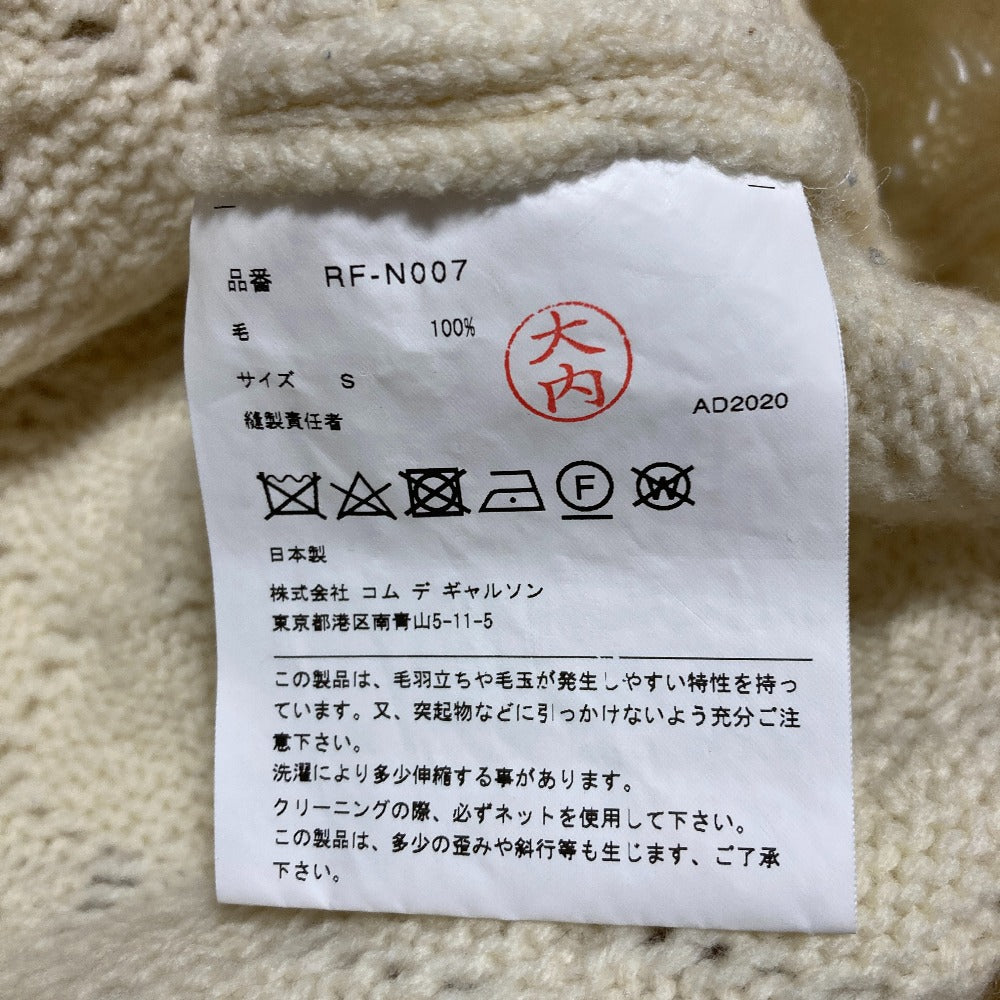 品番 RF-N007
毛 100%
サイズ S
縫製責任者
大内
AD2020
F
W
日本製
株式会社 コム デ ギャルソン
東京都港区南青山5-11-5
この製品は、毛羽立ちや毛玉が発生しやすい特性を持っ
ています。又、突起物などに引っかけないよう充分ご注
意下さい。
洗濯により多少伸縮する事があります。
クリーニングの際、必ずネットを使用して下さい。
この製品は、多少の歪みや斜行等も生じます、ご了承
下さい。